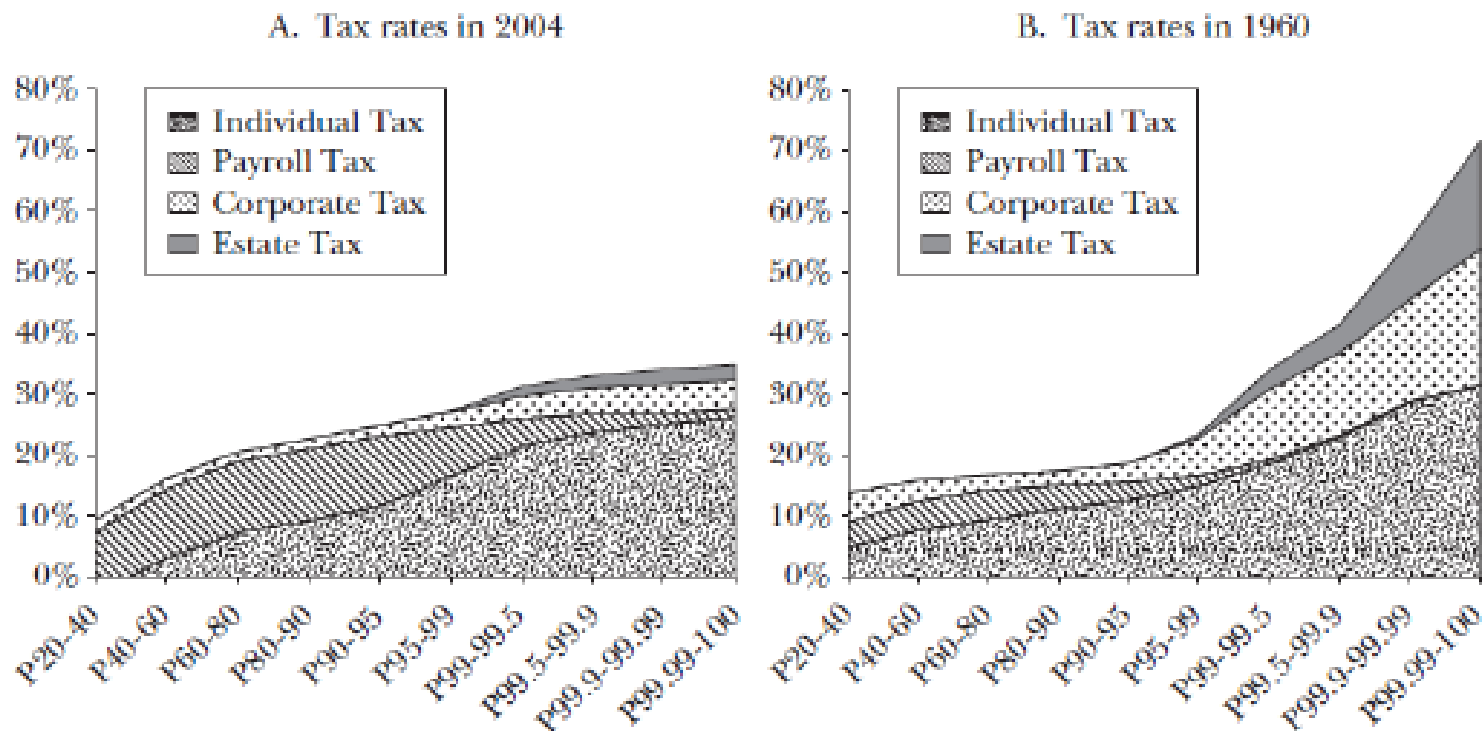 A. Tax rates in 2004
80%
70%
60%
50%
40%
30%
20%
10%
0%
Individual Tax
Payroll Tax
Corporate Tax
Estate Tax
P20-40
P40-60
P60-80
P80-90
P90-95
P95-99
P99-99.5
P99.5-99.9
P99.9-99.99
P99.99-100
B. Tax rates in 1960
80%
70%
60%
50%
40%
30%
20%
10%
0%
Individual Tax
Payroll Tax
Corporate Tax
Estate Tax
P20-40
P40-60
P60-80
P80-90
P90-95
P95-99
P99-99.5
P99.5-99.9
P99.9-99.99
P99.99-100